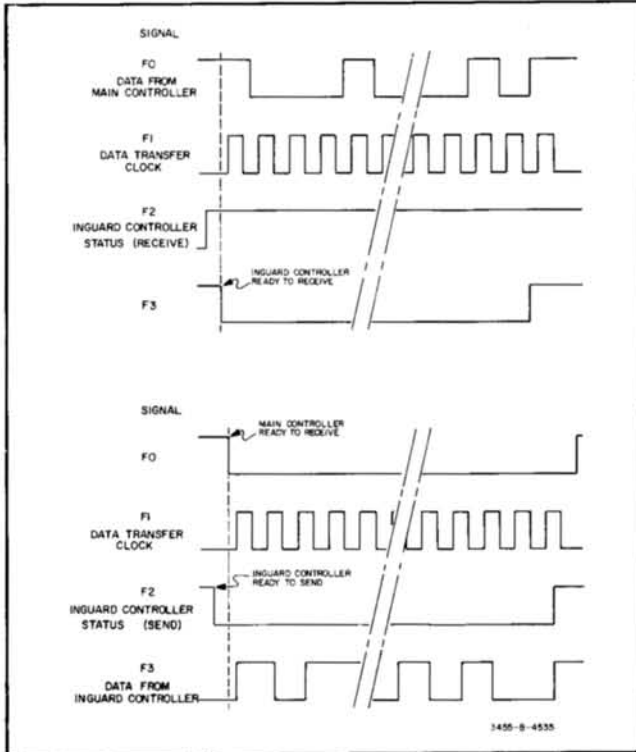 SIGNAL
F0
DATA FROM
MAIN CONTROLLER
F1
DATA TRANSFER
CLOCK
F2
INGUARD CONTROLLER
STATUS (RECEIVE)
INGUARD CONTROLLER
READY TO RECEIVE
F3
SIGNAL
MAIN CONTROLLER
READY TO RECEIVE
F0
F1
DATA TRANSFER
CLOCK
INGUARD CONTROLLER
READY TO SEND
F2
INGUARD CONTROLLER
STATUS (SEND)
F3
DATA FROM
INGUARD CONTROLLER
3455-B-4535